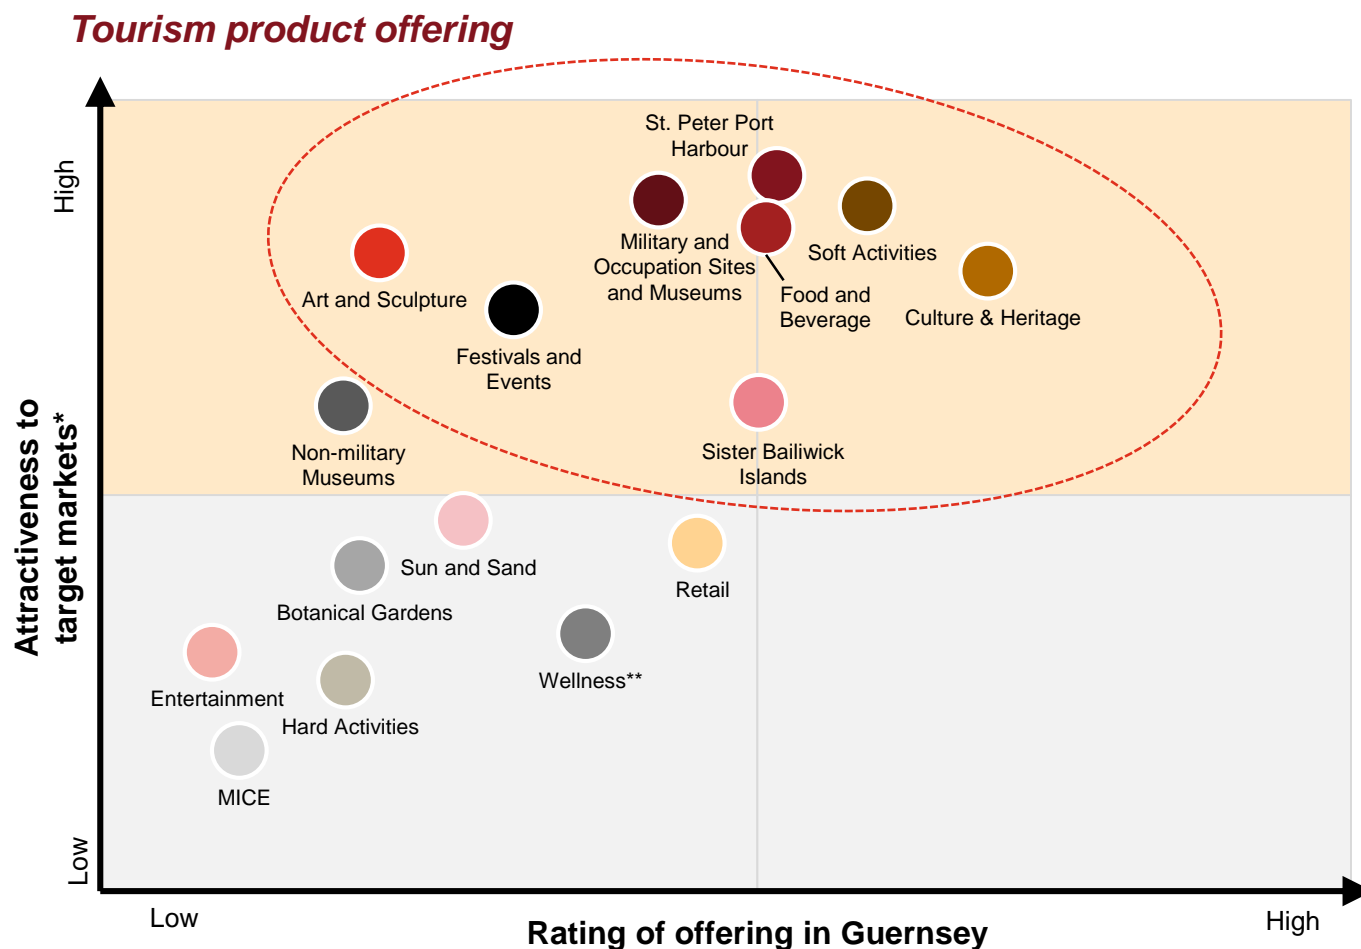 Tourism product offering
High
Attractiveness to
target markets*
Low
St. Peter Port
Harbour
Military and
Occupation Sites
and Museums
Soft Activities
Art and Sculpture
Food and
Beverage
Culture & Heritage
Festivals and
Events
Non-military
Museums
Sister Bailiwick
Islands
Sun and Sand
Retail
Botanical Gardens
Wellness**
Entertainment
Hard Activities
MICE
Low
Rating of offering in Guernsey
High